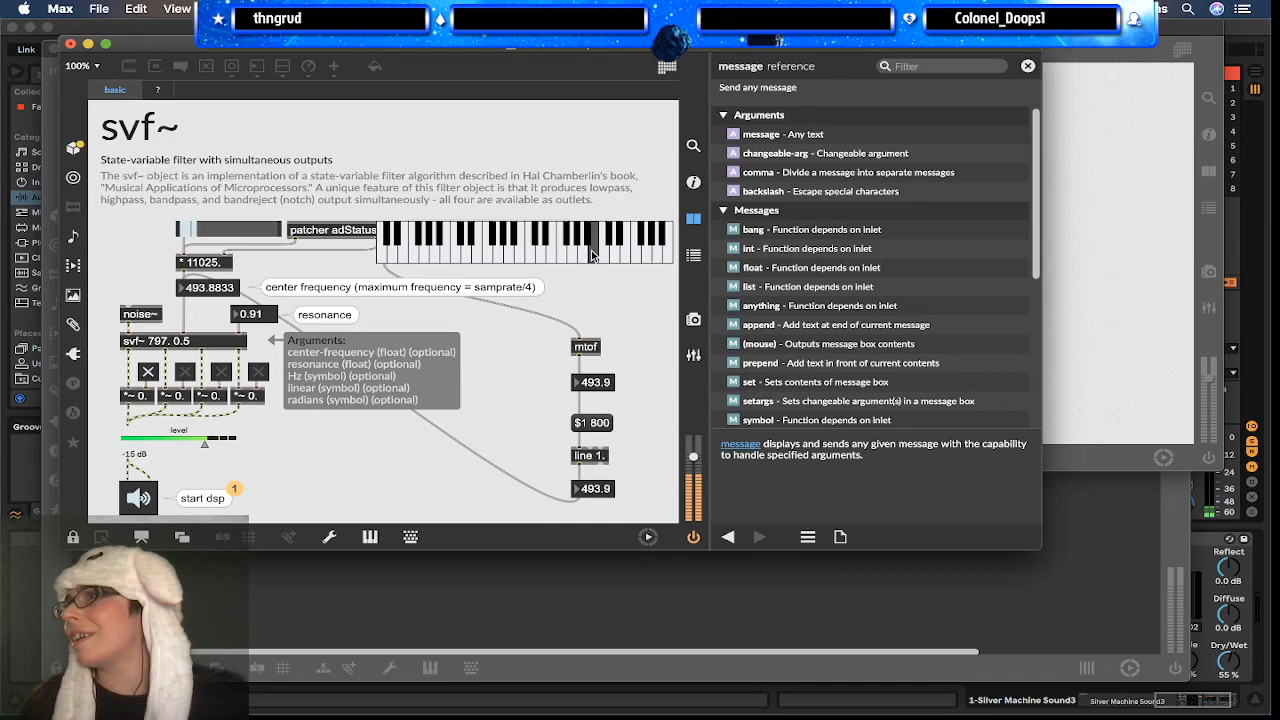 Max File Edit View
thngrud
Colonel_Doops1
Link
100%
message reference
Filter
basic
?
Send any message
svf~
State-variable filter with simultaneous outputs
The svf~ object is an implementation of a state-variable filter algorithm described in Hal Chamberlin's book,
"Musical Applications of Microprocessors." A unique feature of this filter object is that it produces lowpass,
highpass, bandpass, and bandreject (notch) output simultaneously - all four are available as outlets.
patcher adStatus
* 11025.
493.8833
center frequency (maximum frequency = samprate/4)
noise~
0.91
resonance
svf~ 797. 0.5
Arguments:
center-frequency (float) (optional)
resonance (float) (optional)
Hz (symbol) (optional)
linear (symbol) (optional)
radians (symbol) (optional)
*~ 0.
*~ 0.
*~ 0.
*~ 0.
level
-15 dB
start dsp
1
mtof
493.9
$1 800
line 1.
493.9
Arguments
message - Any text
changeable-arg - Changeable argument
comma - Divide a message into separate messages
backslash - Escape special characters
Messages
bang - Function depends on inlet
int - Function depends on inlet
float - Function depends on inlet
list - Function depends on inlet
anything - Function depends on inlet
append - Add text at end of current message
(mouse) - Outputs message box contents
prepend - Add text in front of current contents
set - Sets contents of message box
setargs - Sets changeable argument(s) in a message box
symbol - Function depends on inlet
message displays and sends any given message with the capability
to handle specified arguments.
Groove
Reflect
0.0 dB
Diffuse
0.0 dB
Dry/Wet
55 %
1-Silver Machine Sound3
Silver Machine Sound3